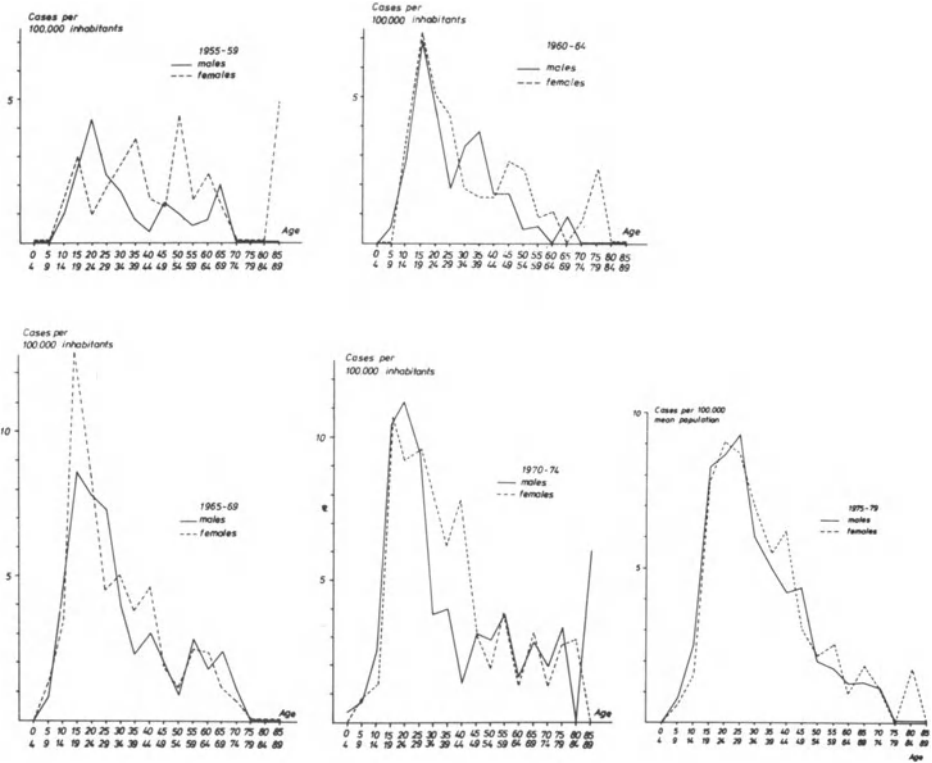 Cases per
100.000 inhabitants
1955-59
males
females
5
Age
0 5 10 15 20 25 30 35 40 45 50 55 60 65 70 75 80 85
4 9 14 19 24 29 34 39 44 49 54 59 64 69 74 79 84 89
Cases per
100.000 inhabitants
1960-64
males
females
5
Age
0 5 10 15 20 25 30 35 40 45 50 55 60 65 70 75 80 85
4 9 14 19 24 29 34 39 44 49 54 59 64 69 74 79 84 89
Cases per
100.000 inhabitants
10
1965-69
males
females
5
Age
0 5 10 15 20 25 30 35 40 45 50 55 60 65 70 75 80 85
4 9 14 19 24 29 34 39 44 49 54 59 64 69 74 79 84 89
Cases per
100.000 inhabitants
10
1970-74
males
females
5
Age
0 5 10 15 20 25 30 35 40 45 50 55 60 65 70 75 80 85
4 9 14 19 24 29 34 39 44 49 54 59 64 69 74 79 84 89
10
Cases per 100.000
mean population
1975-79
males
females
5
0 5 10 15 20 25 30 35 40 45 50 55 60 65 70 75 80 85
4 9 14 19 24 29 34 39 44 49 54 59 64 69 74 79 84 89
Age